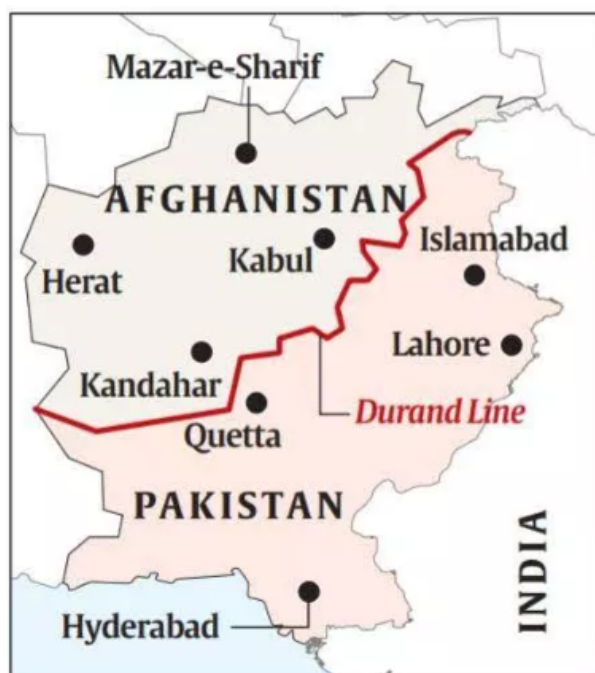 Mazar-e-Sharif
AFGHANISTAN
Herat
Kabul
Islamabad
Kandahar
Lahore
Durand Line
Quetta
PAKISTAN
INDIA
Hyderabad